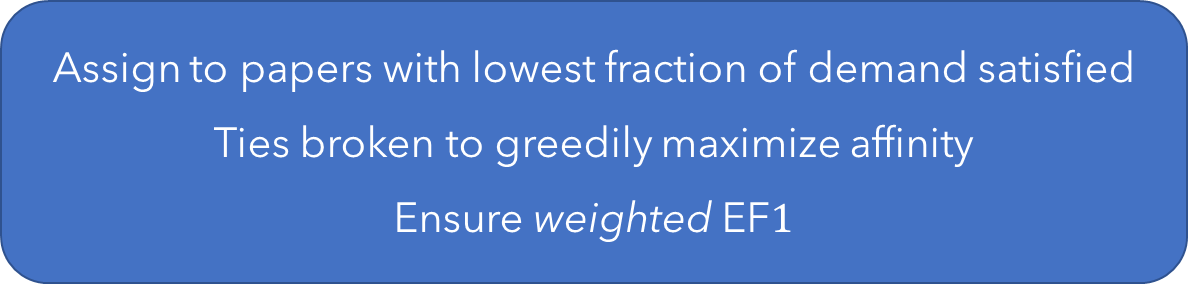 Assign to papers with lowest fraction of demand satisfied
Ties broken to greedily maximize affinity
Ensure weighted EF1